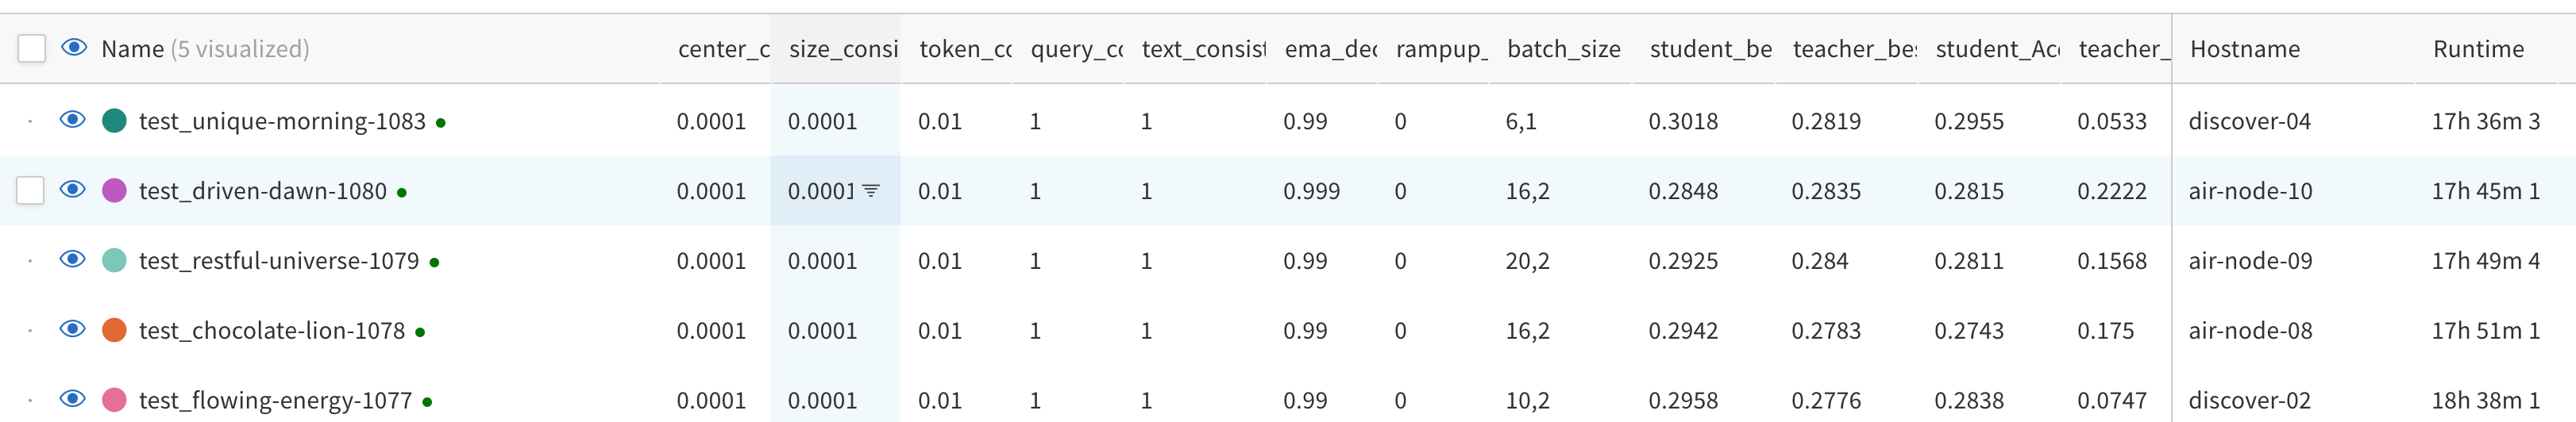 Name (5 visualized) center_c size_consi token_co query_co text_consist ema_dec rampup_ batch_size student_be teacher_bes student_Acc teacher_ Hostname Runtime
test_unique-morning-1083 0.0001 0.0001 0.01 1 1 0.99 0 6,1 0.3018 0.2819 0.2955 0.0533 discover-04 17h 36m 3
test_driven-dawn-1080 0.0001 0.0001 0.01 1 1 0.999 0 16,2 0.2848 0.2835 0.2815 0.2222 air-node-10 17h 45m 1
test_restful-universe-1079 0.0001 0.0001 0.01 1 1 0.99 0 20,2 0.2925 0.284 0.2811 0.1568 air-node-09 17h 49m 4
test_chocolate-lion-1078 0.0001 0.0001 0.01 1 1 0.99 0 16,2 0.2942 0.2783 0.2743 0.175 air-node-08 17h 51m 1
test_flowing-energy-1077 0.0001 0.0001 0.01 1 1 0.99 0 10,2 0.2958 0.2776 0.2838 0.0747 discover-02 18h 38m 1